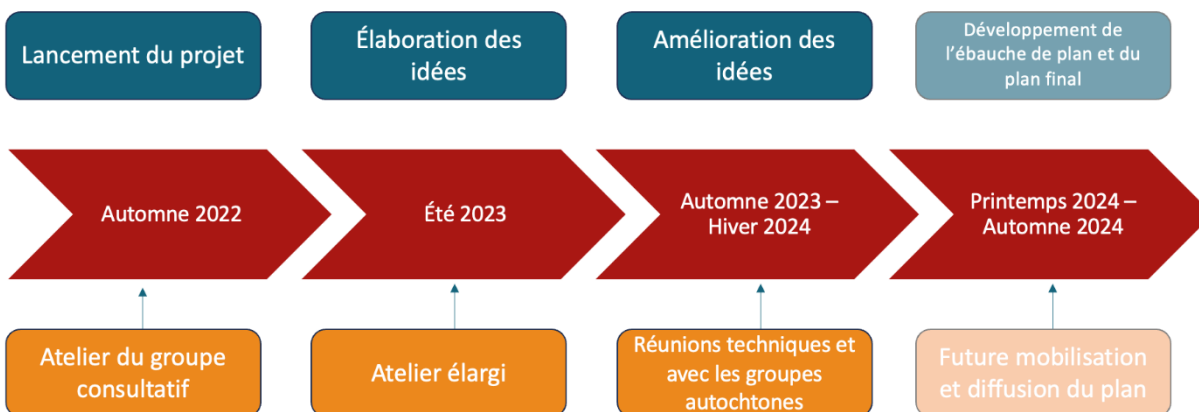 Lancement du projet
Élaboration des
idées
Amélioration des
idées
Développement de
l'ébauche de plan et du
plan final
Automne 2022
Été 2023
Automne 2023 –
Hiver 2024
Printemps 2024 –
Automne 2024
Atelier du groupe
consultatif
Atelier élargi
Réunions techniques et
avec les groupes
autochtones
Future mobilisation
et diffusion du plan